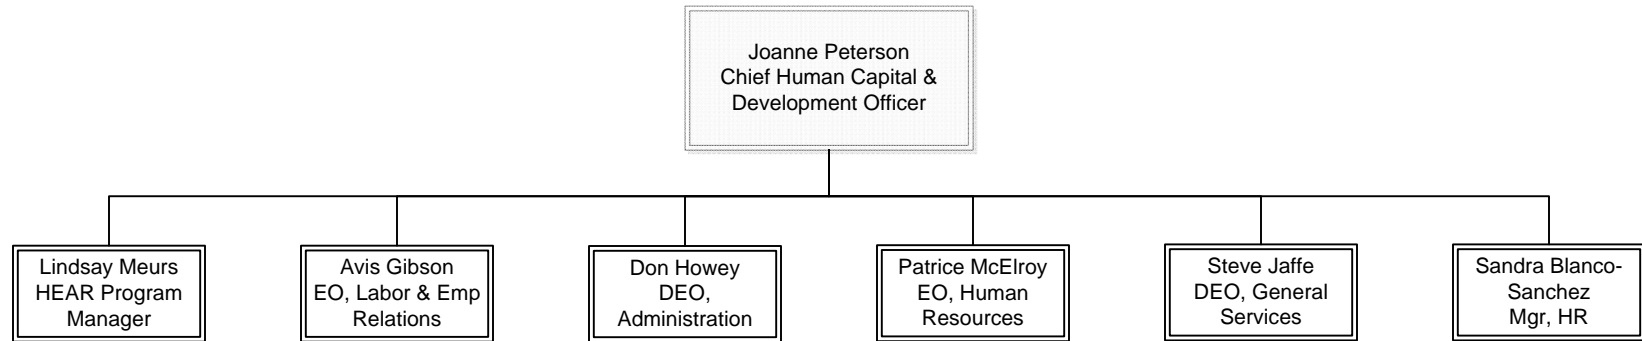 Joanne Peterson
Chief Human Capital &
Development Officer
Lindsay Meurs
HEAR Program
Manager
Avis Gibson
EO, Labor & Emp
Relations
Don Howey
DEO,
Administration
Patrice McElroy
EO, Human
Resources
Steve Jaffe
DEO, General
Services
Sandra Blanco-
Sanchez
Mgr, HR